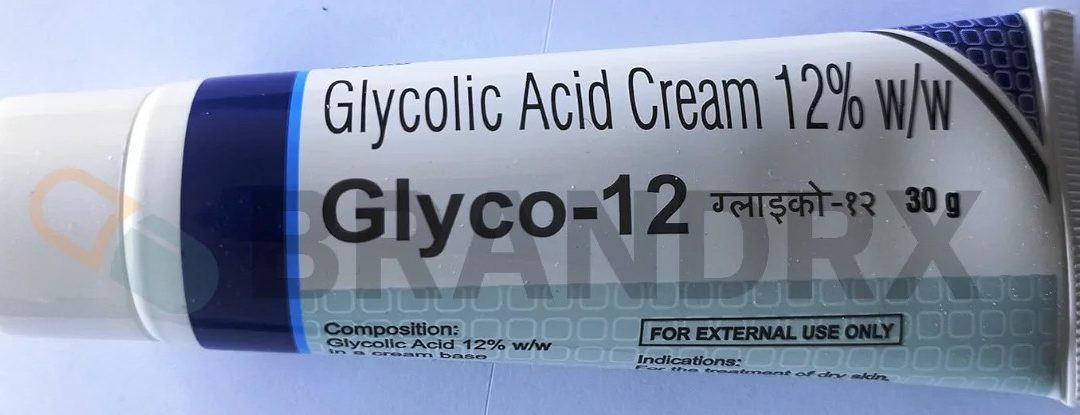 Glycolic Acid Cream 12% w/w
Glyco-12 ग्लाइको-१२ 30 g
BRANDRX
Composition:
Glycolic Acid 12% w/w
in a cream base
FOR EXTERNAL USE ONLY
Indications:
For the treatment of dry skin,